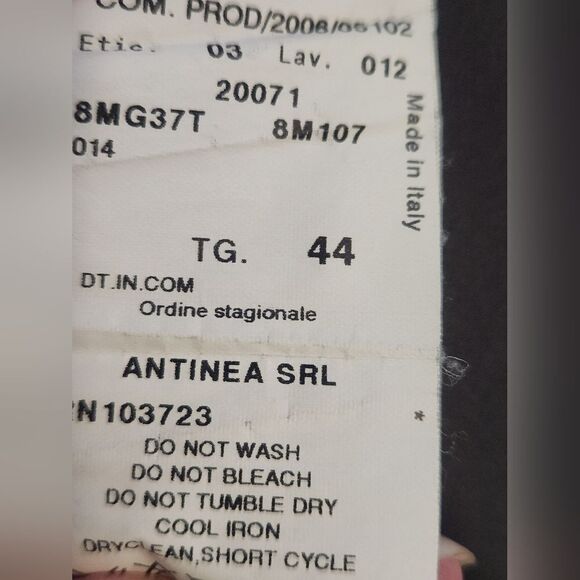 COM. PROD/2006/05102
Etic. 03 Lav. 012
20071
8MG37T 8M107
014
Made in Italy
TG. 44
DT.IN.COM
Ordine stagionale
ANTINEA SRL
RN103723
*
DO NOT WASH
DO NOT BLEACH
DO NOT TUMBLE DRY
COOL IRON
DRYCLEAN,SHORT CYCLE